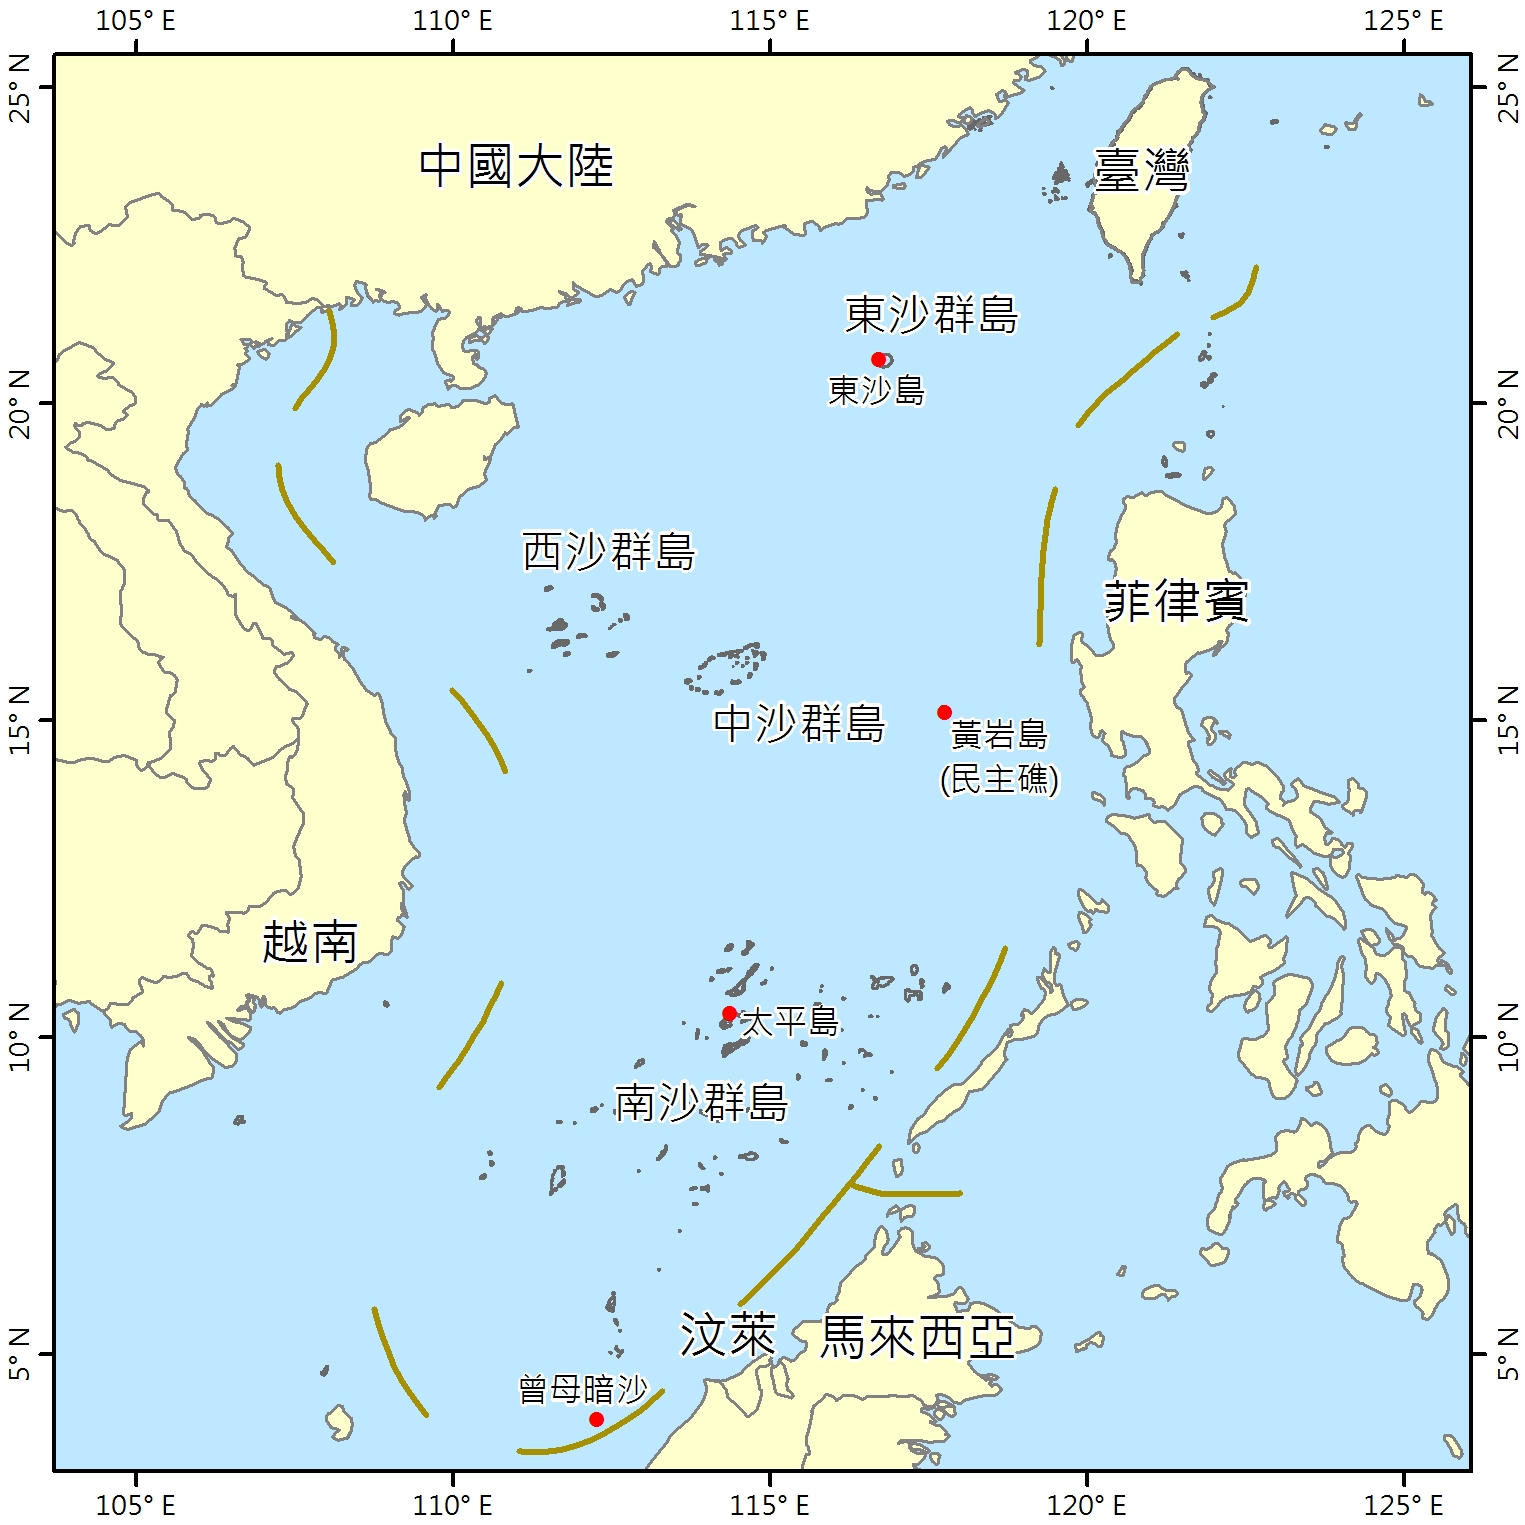 105° E
110° E
115° E
120° E
125° E
25° N
25° N
中國大陸
臺灣
東沙群島
東沙島
20° N
20° N
西沙群島
菲律賓
中沙群島
黃岩島
(民主礁)
15° N
15° N
越南
太平島
10° N
10° N
南沙群島
汶萊
馬來西亞
5° N
5° N
曾母暗沙
105° E
110° E
115° E
120° E
125° E